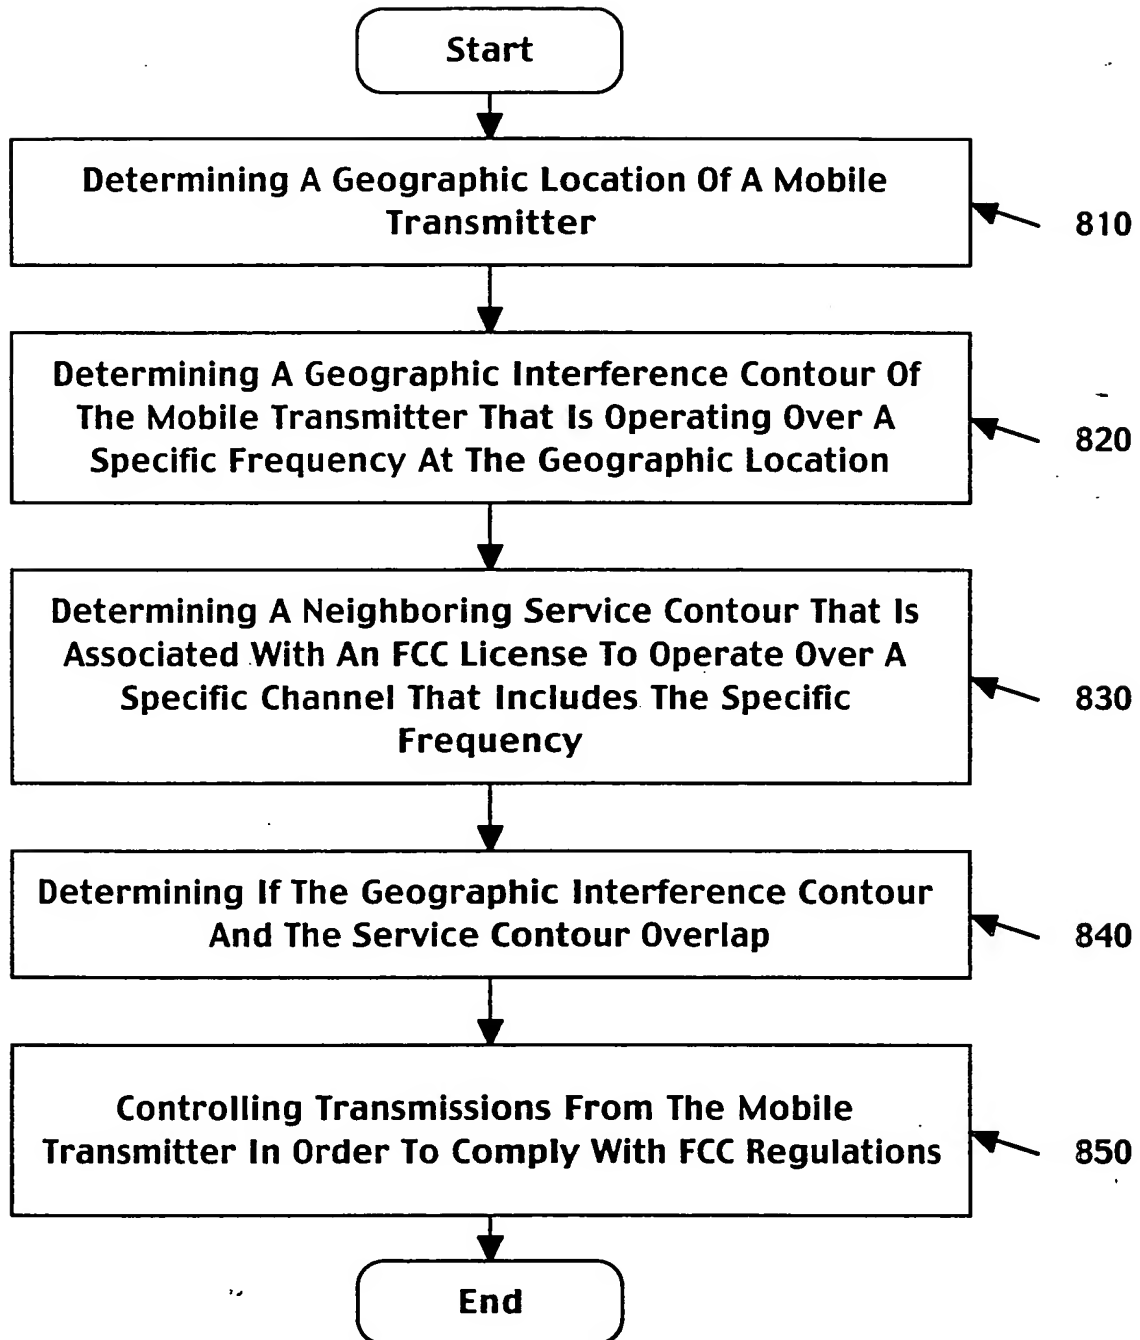 Start
Determining A Geographic Location Of A Mobile
Transmitter
810
Determining A Geographic Interference Contour Of
The Mobile Transmitter That Is Operating Over A
Specific Frequency At The Geographic Location
820
Determining A Neighboring Service Contour That Is
Associated With An FCC License To Operate Over A
Specific Channel That Includes The Specific
Frequency
830
Determining If The Geographic Interference Contour
And The Service Contour Overlap
840
Controlling Transmissions From The Mobile
Transmitter In Order To Comply With FCC Regulations
850
End